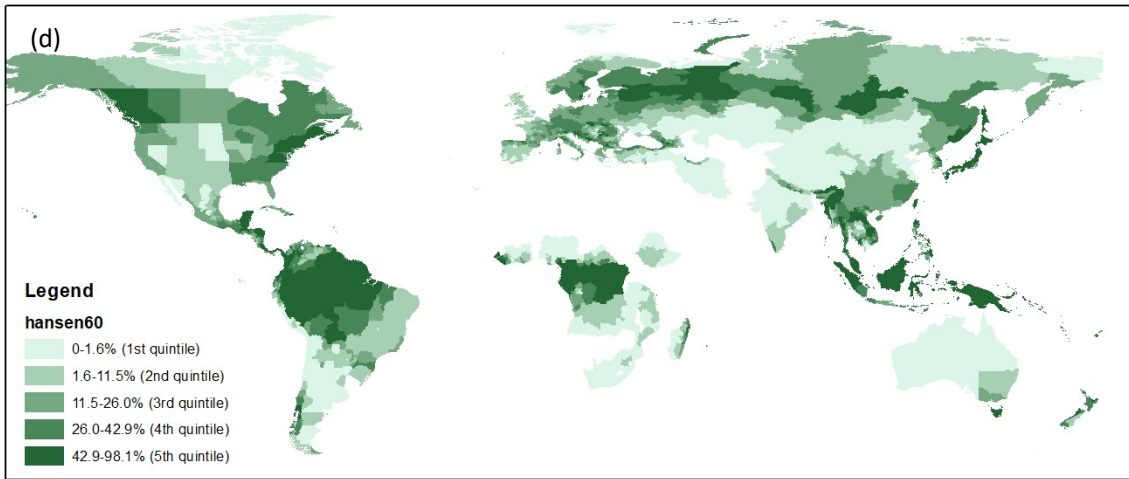 (d)
Legend
hansen60
0-1.6% (1st quintile)
1.6-11.5% (2nd quintile)
11.5-26.0% (3rd quintile)
26.0-42.9% (4th quintile)
42.9-98.1% (5th quintile)